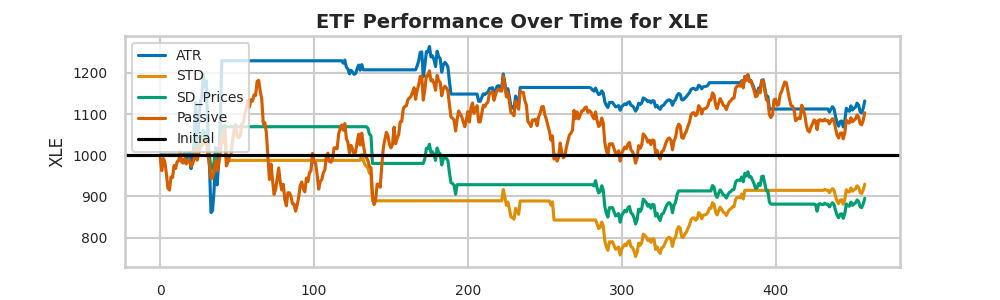 ETF Performance Over Time for XLE
XLE
1200
1100
1000
900
800
ATR
STD
SD_Prices
Passive
Initial
0 100 200 300 400